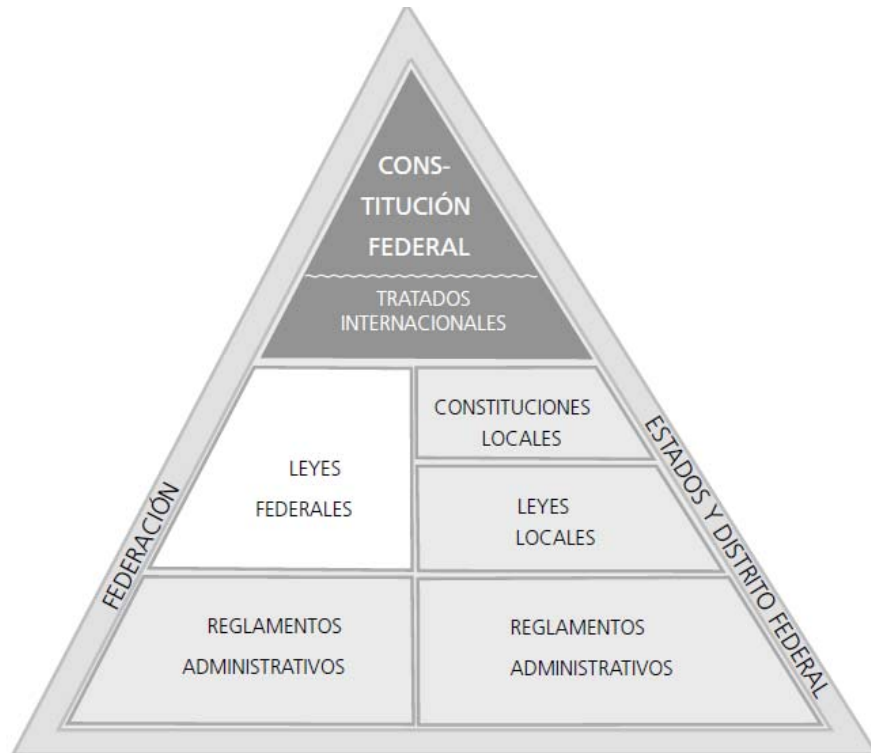 CONS-
TITUCIÓN
FEDERAL
TRATADOS
INTERNACIONALES
LEYES
FEDERALES
CONSTITUCIONES
LOCALES
LEYES
LOCALES
REGLAMENTOS
ADMINISTRATIVOS
REGLAMENTOS
ADMINISTRATIVOS
FEDERACIÓN
ESTADOS Y DISTRITO FEDERAL